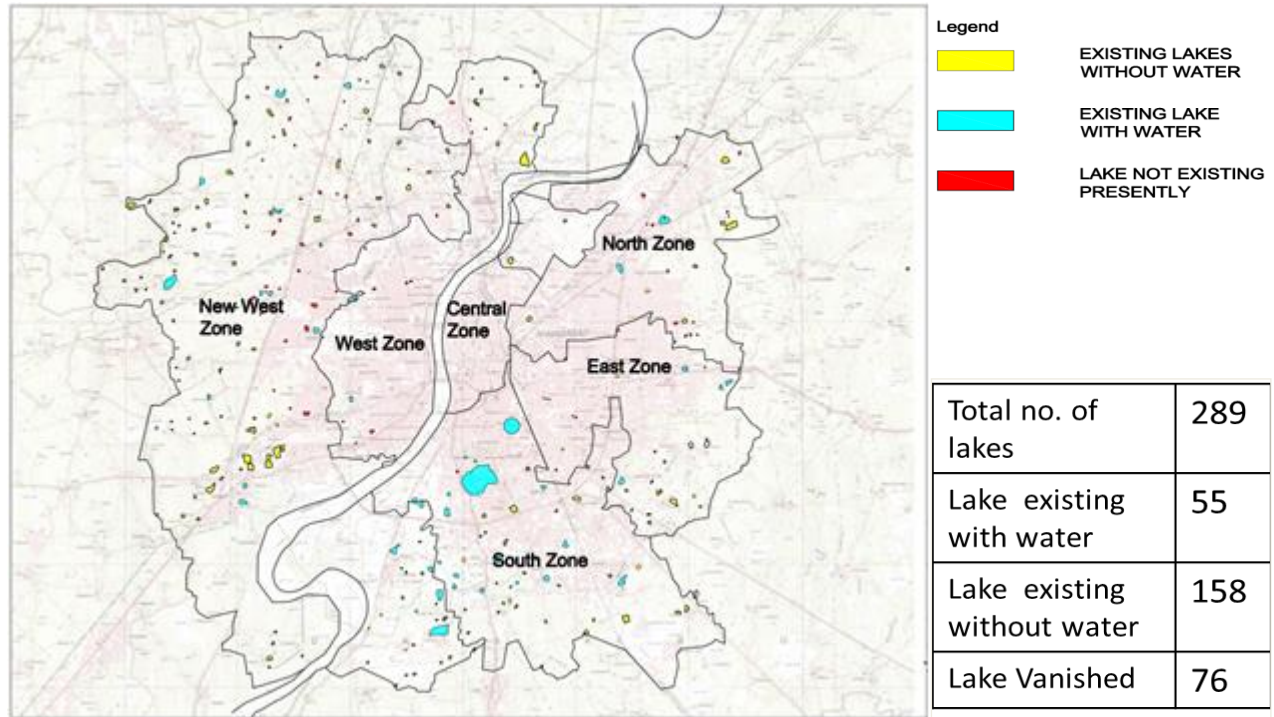 Legend
EXISTING LAKES
WITHOUT WATER
EXISTING LAKE
WITH WATER
LAKE NOT EXISTING
PRESENTLY
North Zone
New West
Zone
Central
Zone
West Zone
East Zone
South Zone
Total no. of
lakes
289
Lake existing
with water
55
Lake existing
without water
158
Lake Vanished
76